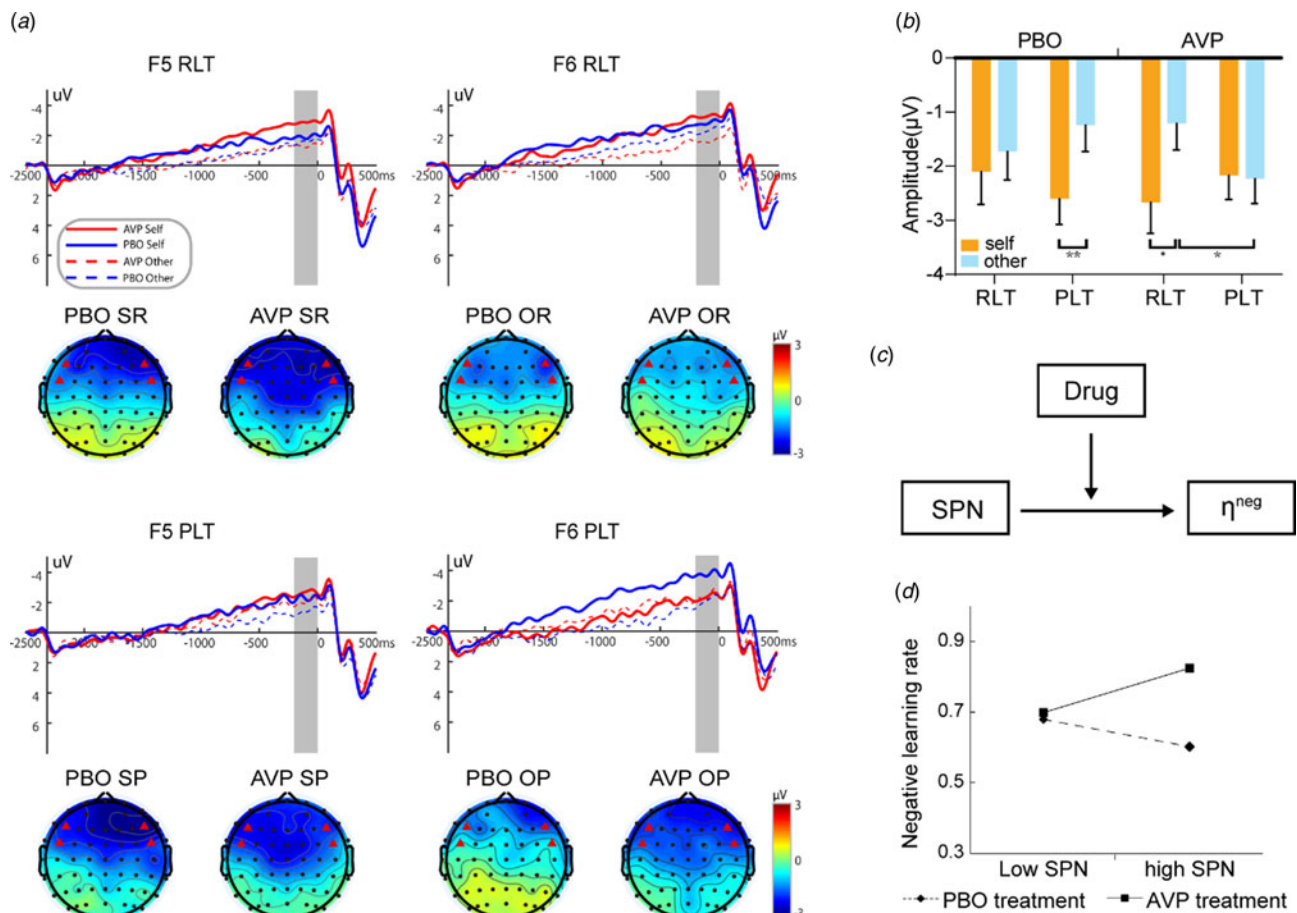 (a)
F5 RLT
F6 RLT
uV
-4
-2
2
4
6
-2500 -2000 -1500 -1000 -500 0 500ms
AVP Self
PBO Self
AVP Other
PBO Other
uV
-4
-2
2
4
6
-2500 -2000 -1500 -1000 -500 0 500ms
PBO SR
AVP SR
PBO OR
AVP OR
μV
3
0
-3
F5 PLT
F6 PLT
uV
-4
-2
2
4
6
-2500 -2000 -1500 -1000 -500 0 500ms
uV
-4
-2
2
4
6
-2500 -2000 -1500 -1000 -500 0 500ms
PBO SP
AVP SP
PBO OP
AVP OP
μV
3
0
-3
(b)
PBO
AVP
Amplitude(μV)
0
-1
-2
-3
-4
self
other
**
*
*
RLT
PLT
RLT
PLT
(c)
Drug
SPN
ηneg
(d)
Negative learning rate
0.9
0.7
0.5
0.3
Low SPN
high SPN
PBO treatment
AVP treatment